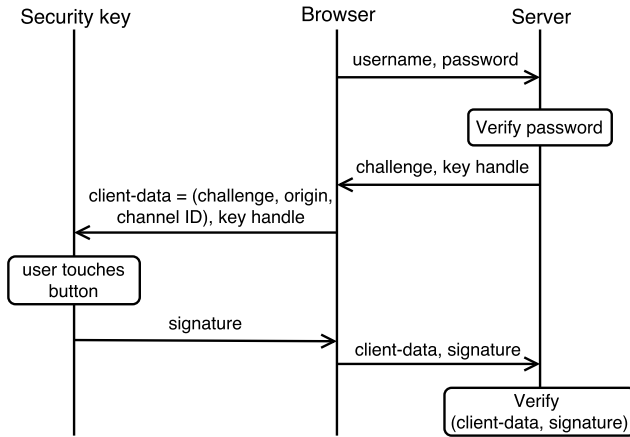 Security key
Browser
Server
username, password
Verify password
challenge, key handle
client-data = (challenge, origin,
channel ID), key handle
user touches
button
signature
client-data, signature
Verify
(client-data, signature)